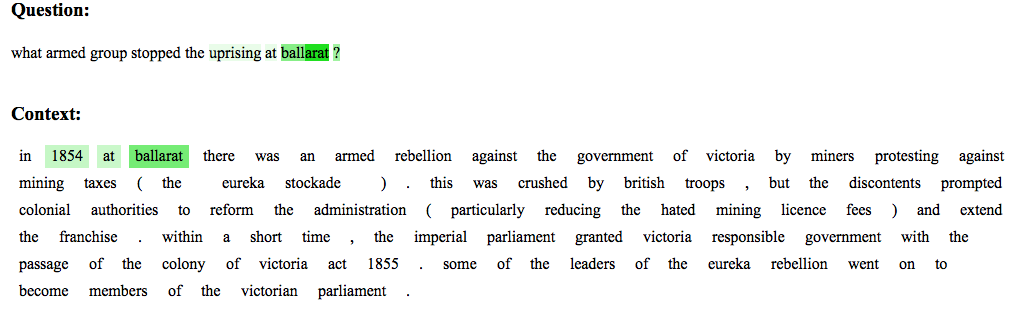 Question:
what armed group stopped the uprising at ballarat ?
Context:
in 1854 at ballarat there was an armed rebellion against the government of victoria by miners protesting against
mining taxes ( the eureka stockade ) . this was crushed by british troops , but the discontents prompted
colonial authorities to reform the administration ( particularly reducing the hated mining licence fees ) and extend
the franchise . within a short time , the imperial parliament granted victoria responsible government with the
passage of the colony of victoria act 1855 . some of the leaders of the eureka rebellion went on to
become members of the victorian parliament .